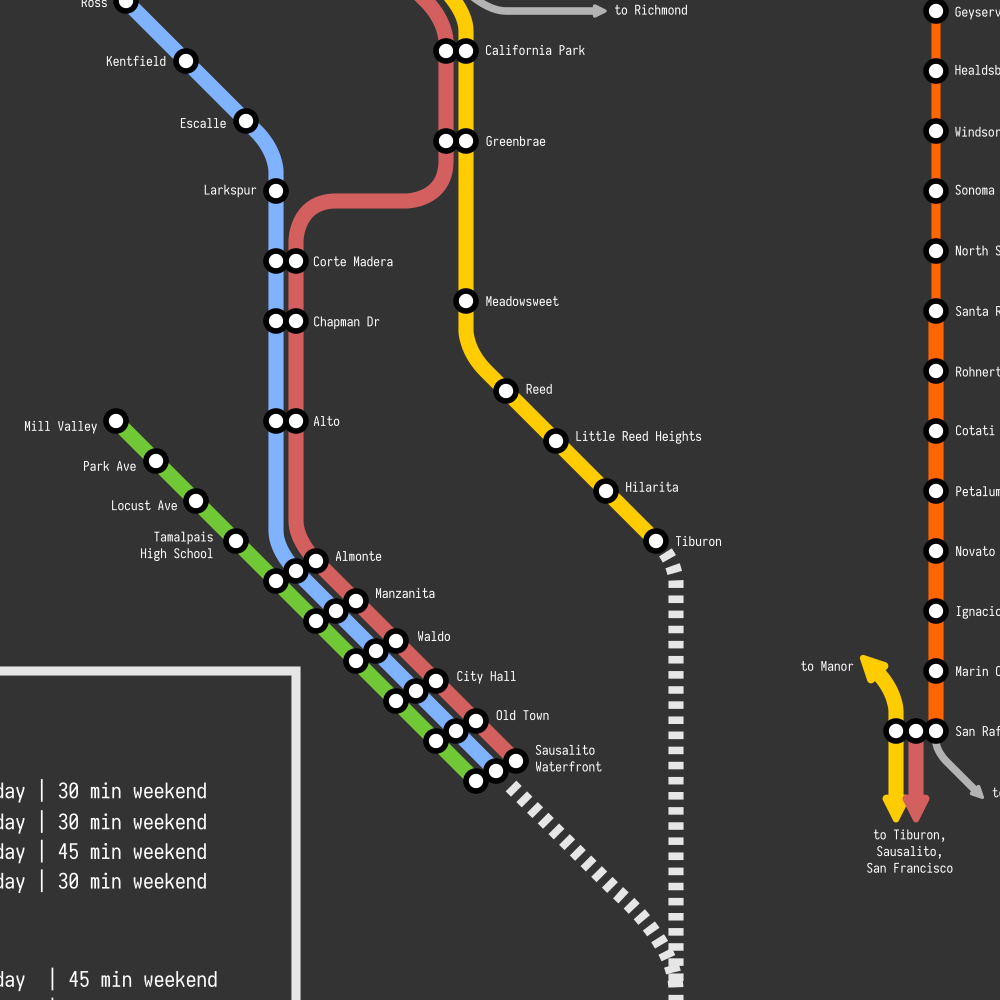 Ross
to Richmond
Geyserv
California Park
Kentfield
Healdsb
Escalle
Greenbrae
Windsor
Larkspur
Sonoma
Corte Madera
North S
Meadowsweet
Chapman Dr
Santa R
Reed
Rohnert
Mill Valley
Alto
Little Reed Heights
Cotati
Park Ave
Hilarita
Petalum
Locust Ave
Tamalpais
High School
Tiburon
Novato
Almonte
Manzanita
Ignacio
Waldo
to Manor
City Hall
Marin C
Old Town
San Raf
Sausalito
Waterfront
to
day | 30 min weekend
day | 30 min weekend
day | 45 min weekend
day | 30 min weekend
to Tiburon,
Sausalito,
San Francisco
day | 45 min weekend